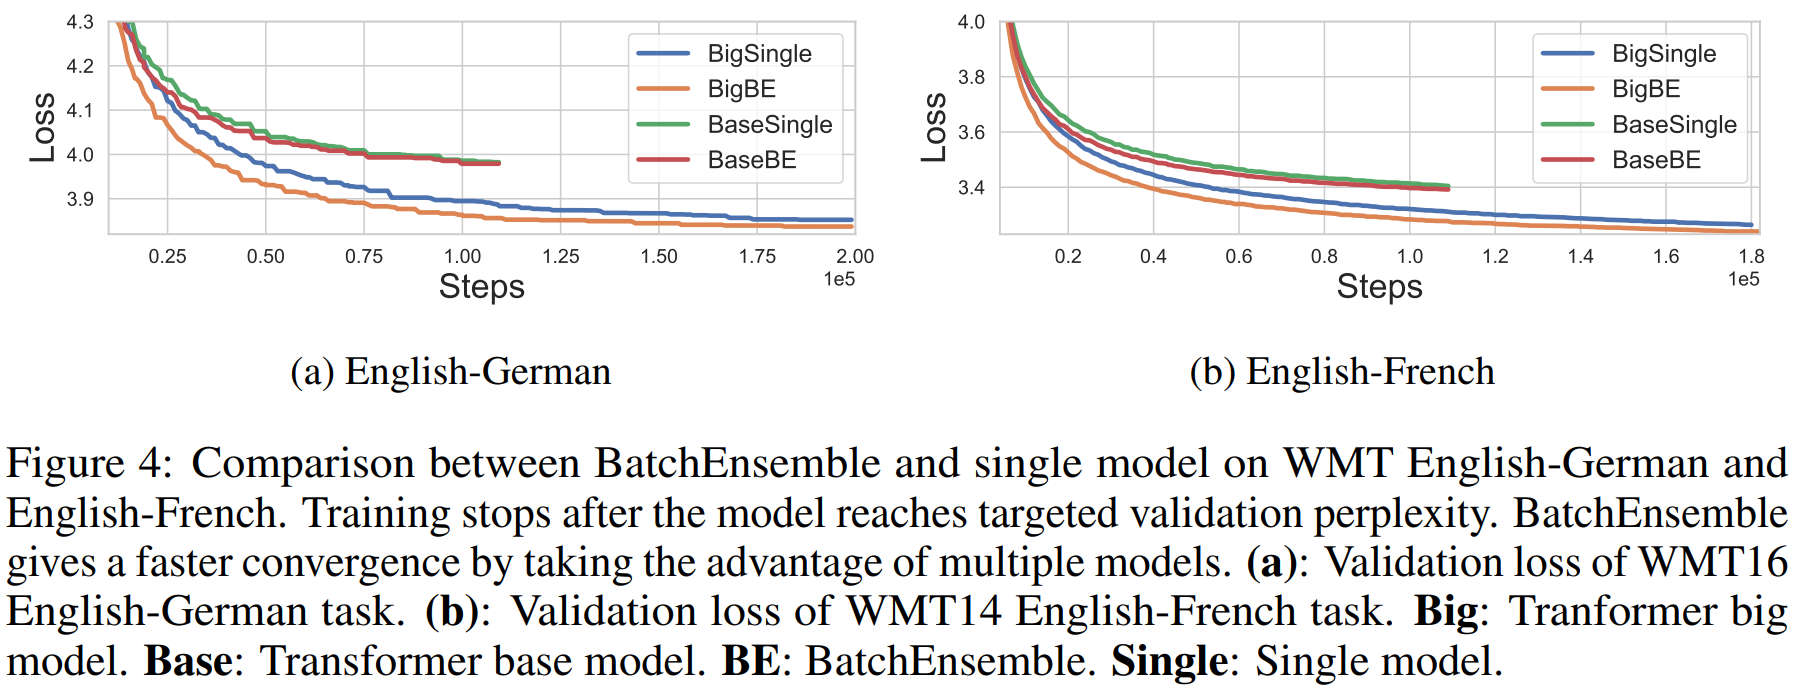 4.3
4.2
4.1
4.0
3.9
Loss
0.25 0.50 0.75 1.00 1.25 1.50 1.75 2.00
1e5
Steps
BigSingle
BigBE
BaseSingle
BaseBE
4.0
3.8
3.6
3.4
Loss
0.2 0.4 0.6 0.8 1.0 1.2 1.4 1.6 1.8
1e5
Steps
BigSingle
BigBE
BaseSingle
BaseBE
(a) English-German
(b) English-French
Figure 4: Comparison between BatchEnsemble and single model on WMT English-German and
English-French. Training stops after the model reaches targeted validation perplexity. BatchEnsemble
gives a faster convergence by taking the advantage of multiple models. (a): Validation loss of WMT16
English-German task. (b): Validation loss of WMT14 English-French task. Big: Tranformer big
model. Base: Transformer base model. BE: BatchEnsemble. Single: Single model.